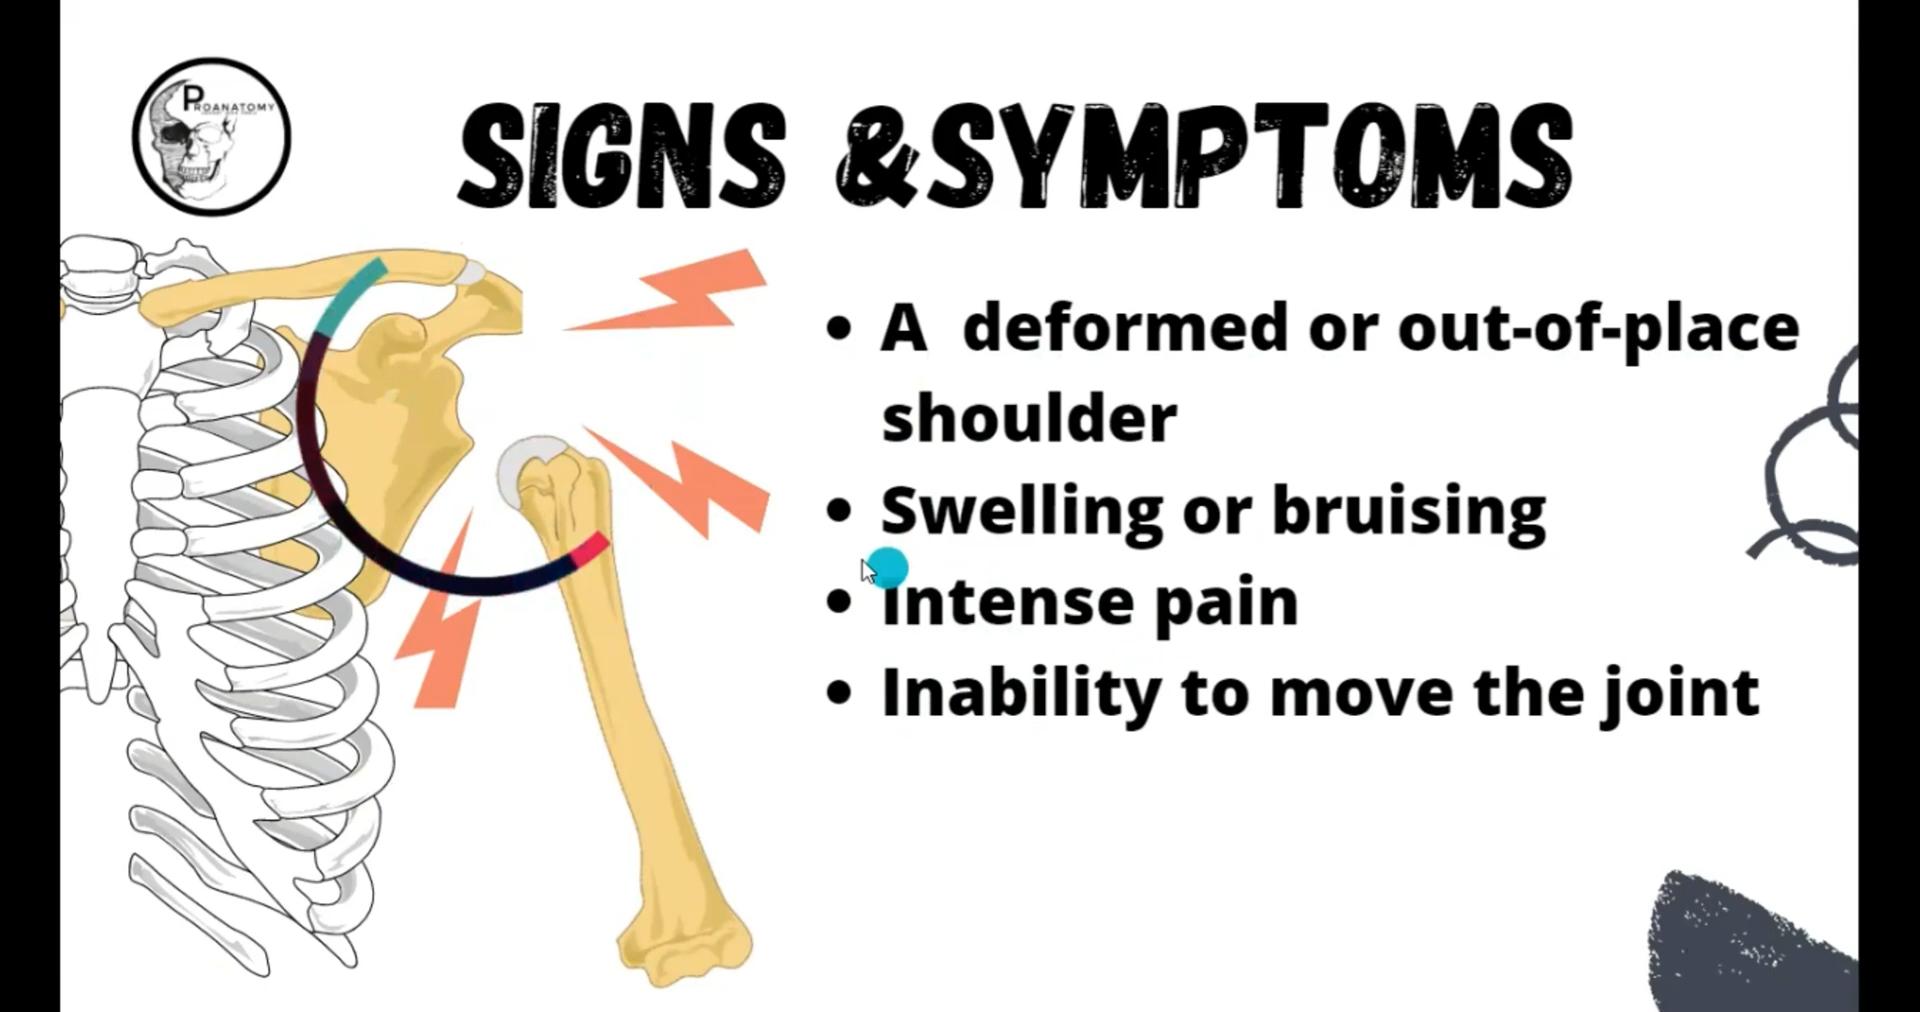 PROANATOMY
SIGNS &SYMPTOMS
• A deformed or out-of-place
shoulder
• Swelling or bruising
• Intense pain
• Inability to move the joint